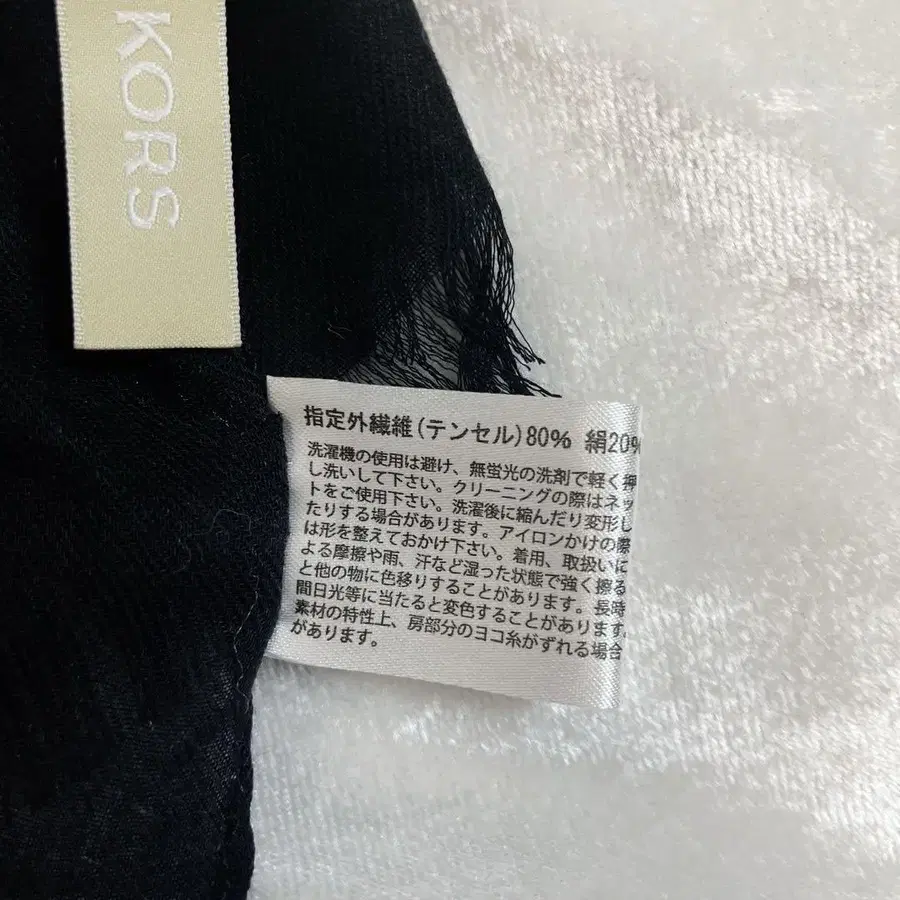 KORS
指定外繊維(テンセル)80% 絹20%
洗濯機の使用は避け、無蛍光の洗剤で軽く押
し洗いして下さい。クリーニングの際はネッ
トをご使用下さい。洗濯後に縮んだり変形し
たりする場合があります。アイロンかけの際
は形を整えておかけ下さい。着用、取扱いに
よる摩擦や雨、汗など湿った状態で強く擦る
と他の物に色移りすることがあります。長時
間日光等に当たると変色することがあります。
素材の特性上、房部分のヨコ糸がずれる場合
があります。